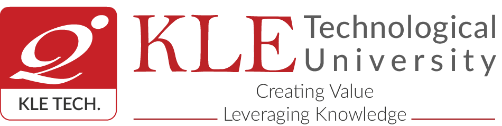 KLE TECH.
KLE Technological
University
Creating Value
Leveraging Knowledge